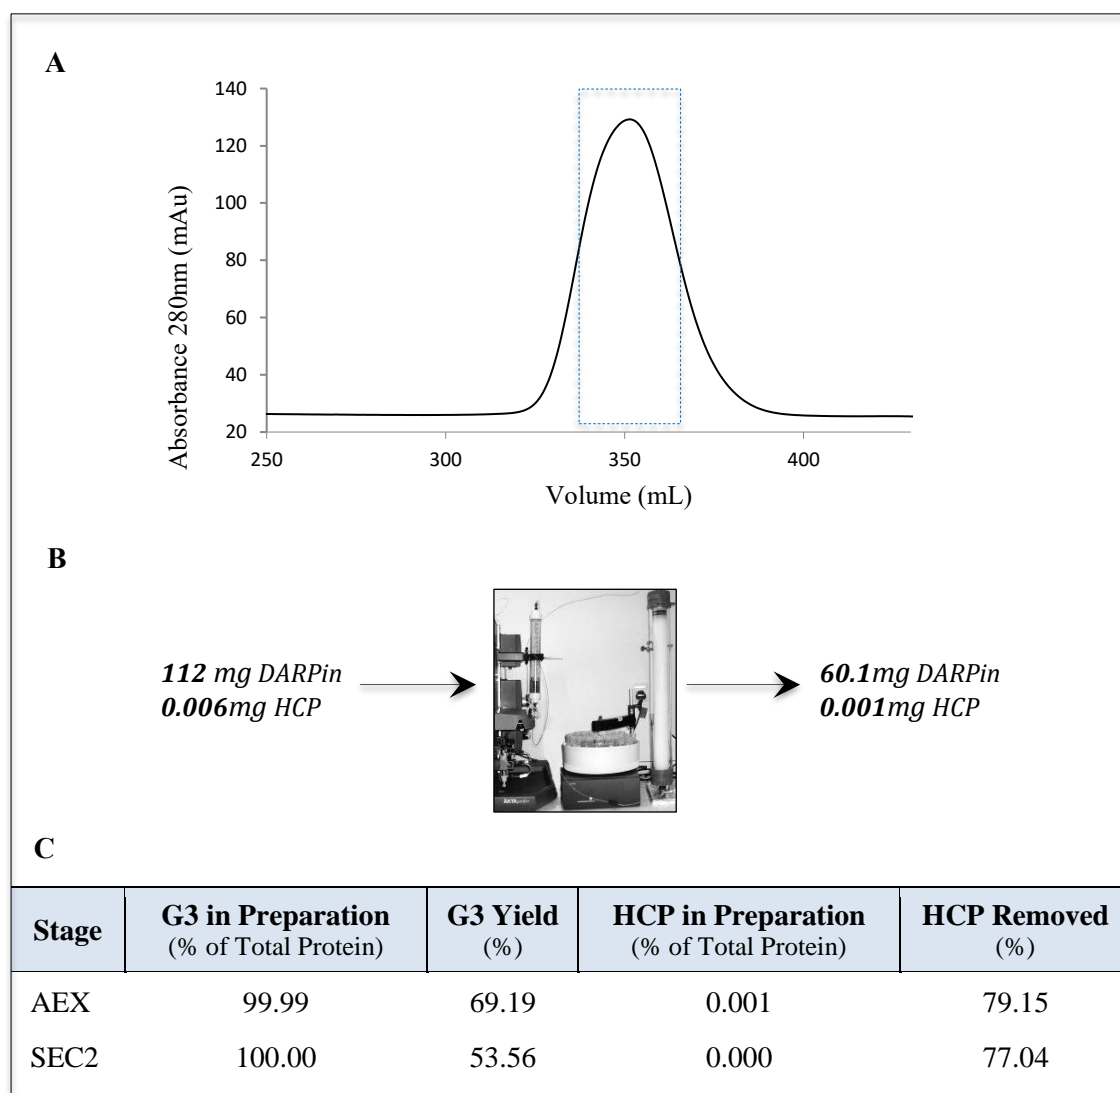 A
140
120
100
80
60
40
20
Absorbance 280nm (mAu)
250 300 350 400
Volume (mL)
B
112 mg DARPin
0.006mg HCP
60.1mg DARPin
0.001mg HCP
C
Stage G3 in Preparation (% of Total Protein) G3 Yield (%) HCP in Preparation (% of Total Protein) HCP Removed (%)
AEX 99.99 69.19 0.001 79.15
SEC2 100.00 53.56 0.000 77.04